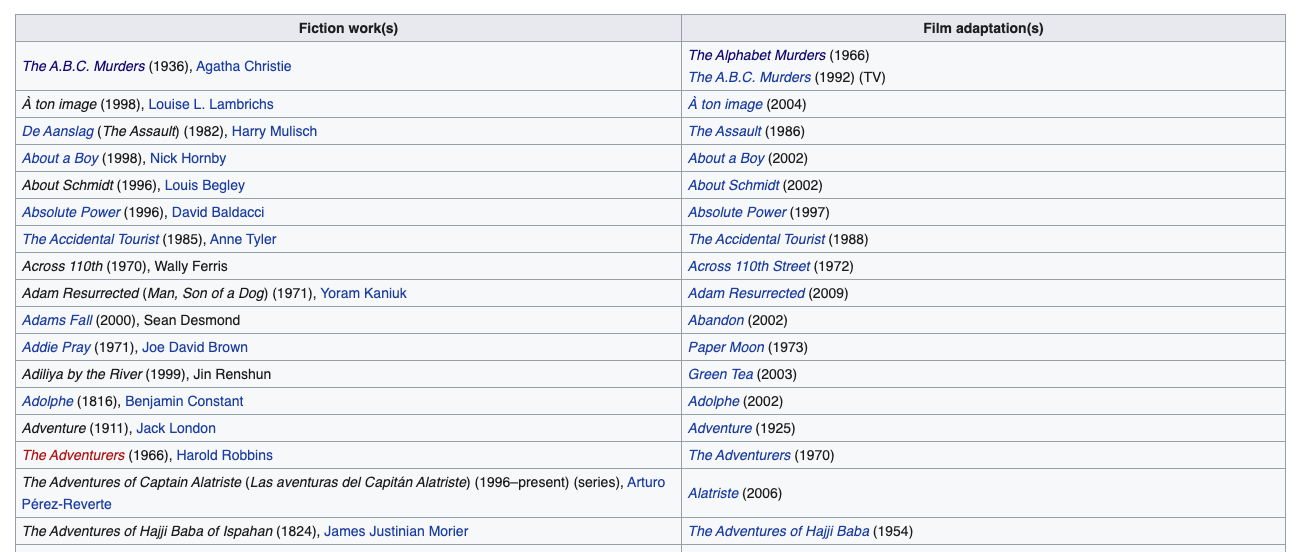 Fiction work(s) Film adaptation(s)
The A.B.C. Murders (1936), Agatha Christie
The Alphabet Murders (1966)
The A.B.C. Murders (1992) (TV)
À ton image (1998), Louise L. Lambrichs À ton image (2004)
De Aanslag (The Assault) (1982), Harry Mulisch The Assault (1986)
About a Boy (1998), Nick Hornby About a Boy (2002)
About Schmidt (1996), Louis Begley About Schmidt (2002)
Absolute Power (1996), David Baldacci Absolute Power (1997)
The Accidental Tourist (1985), Anne Tyler The Accidental Tourist (1988)
Across 110th (1970), Wally Ferris Across 110th Street (1972)
Adam Resurrected (Man, Son of a Dog) (1971), Yoram Kaniuk Adam Resurrected (2009)
Adams Fall (2000), Sean Desmond Abandon (2002)
Addie Pray (1971), Joe David Brown Paper Moon (1973)
Adiliya by the River (1999), Jin Renshun Green Tea (2003)
Adolphe (1816), Benjamin Constant Adolphe (2002)
Adventure (1911), Jack London Adventure (1925)
The Adventurers (1966), Harold Robbins The Adventurers (1970)
The Adventures of Captain Alatriste (Las aventuras del Capitán Alatriste) (1996–present) (series), Arturo
Pérez-Reverte
Alatriste (2006)
The Adventures of Hajji Baba of Ispahan (1824), James Justinian Morier The Adventures of Hajji Baba (1954)